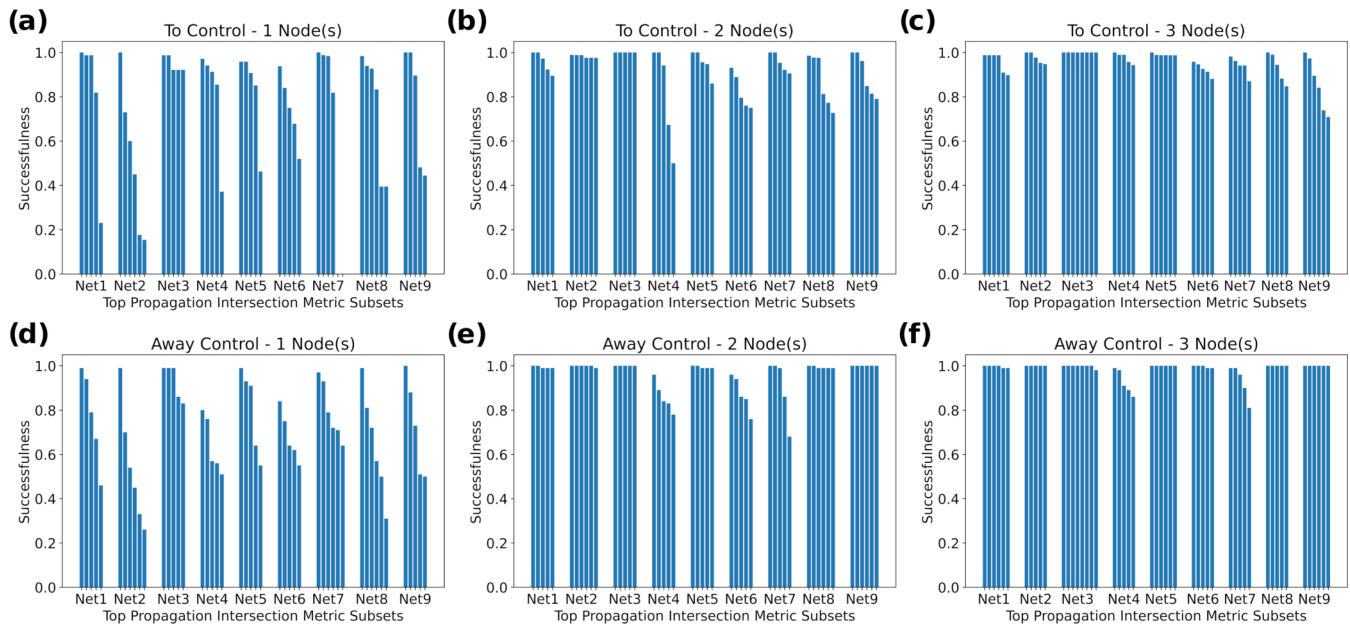 (a)
To Control - 1 Node(s)
Successfulness
1.0
0.8
0.6
0.4
0.2
0.0
Net1 Net2 Net3 Net4 Net5 Net6 Net7 Net8 Net9
Top Propagation Intersection Metric Subsets
(b)
To Control - 2 Node(s)
Successfulness
1.0
0.8
0.6
0.4
0.2
0.0
Net1 Net2 Net3 Net4 Net5 Net6 Net7 Net8 Net9
Top Propagation Intersection Metric Subsets
(c)
To Control - 3 Node(s)
Successfulness
1.0
0.8
0.6
0.4
0.2
0.0
Net1 Net2 Net3 Net4 Net5 Net6 Net7 Net8 Net9
Top Propagation Intersection Metric Subsets
(d)
Away Control - 1 Node(s)
Successfulness
1.0
0.8
0.6
0.4
0.2
0.0
Net1 Net2 Net3 Net4 Net5 Net6 Net7 Net8 Net9
Top Propagation Intersection Metric Subsets
(e)
Away Control - 2 Node(s)
Successfulness
1.0
0.8
0.6
0.4
0.2
0.0
Net1 Net2 Net3 Net4 Net5 Net6 Net7 Net8 Net9
Top Propagation Intersection Metric Subsets
(f)
Away Control - 3 Node(s)
Successfulness
1.0
0.8
0.6
0.4
0.2
0.0
Net1 Net2 Net3 Net4 Net5 Net6 Net7 Net8 Net9
Top Propagation Intersection Metric Subsets